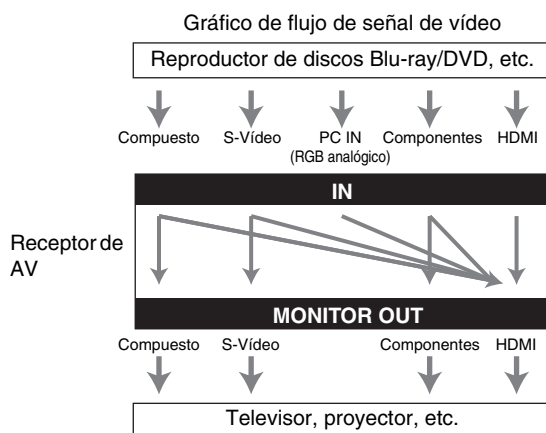 Gráfico de flujo de señal de vídeo
Reproductor de discos Blu-ray/DVD, etc.
Compuesto S-Vídeo PC IN Componentes HDMI
(RGB analógico)
IN
Receptor de
AV
MONITOR OUT
Compuesto S-Vídeo Componentes HDMI
Televisor, proyector, etc.